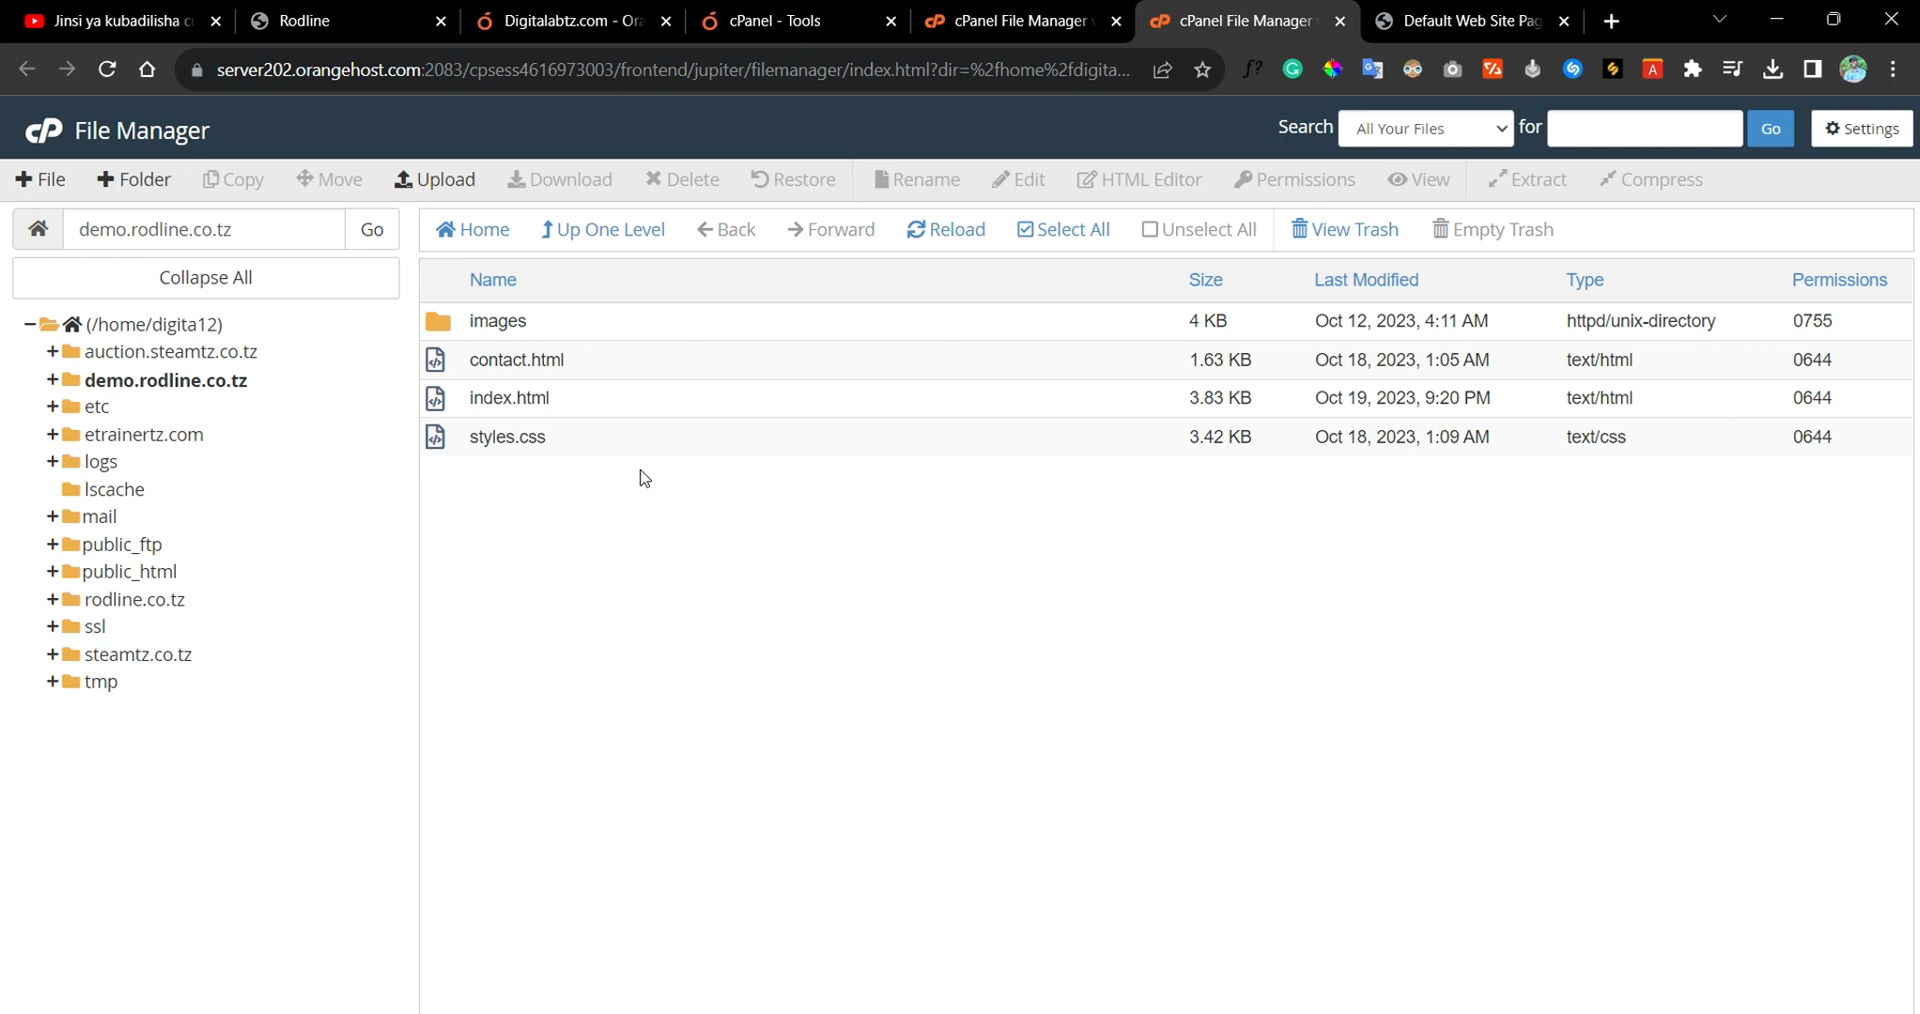 Jinsi ya kubadilisha c
Rodline
Digitalabtz.com - Ora
cPanel - Tools
cPanel File Manager v
cPanel File Manager
Default Web Site Pag
server202.orangehost.com:2083/cpsess4616973003/frontend/jupiter/filemanager/index.html?dir=%2fhome%2fdigita...
cP File Manager
Search All Your Files for Go Settings
File Folder Copy Move Upload Download Delete Restore Rename Edit HTML Editor Permissions View Extract Compress
demo.rodline.co.tz Go
Home Up One Level Back Forward Reload Select All Unselect All View Trash Empty Trash
Collapse All
(/home/digita12)
auction.steamtz.co.tz
demo.rodline.co.tz
etc
etrainertz.com
logs
lscache
mail
public_ftp
public_html
rodline.co.tz
ssl
steamtz.co.tz
tmp
Name Size Last Modified Type Permissions
images 4 KB Oct 12, 2023, 4:11 AM httpd/unix-directory 0755
contact.html 1.63 KB Oct 18, 2023, 1:05 AM text/html 0644
index.html 3.83 KB Oct 19, 2023, 9:20 PM text/html 0644
styles.css 3.42 KB Oct 18, 2023, 1:09 AM text/css 0644